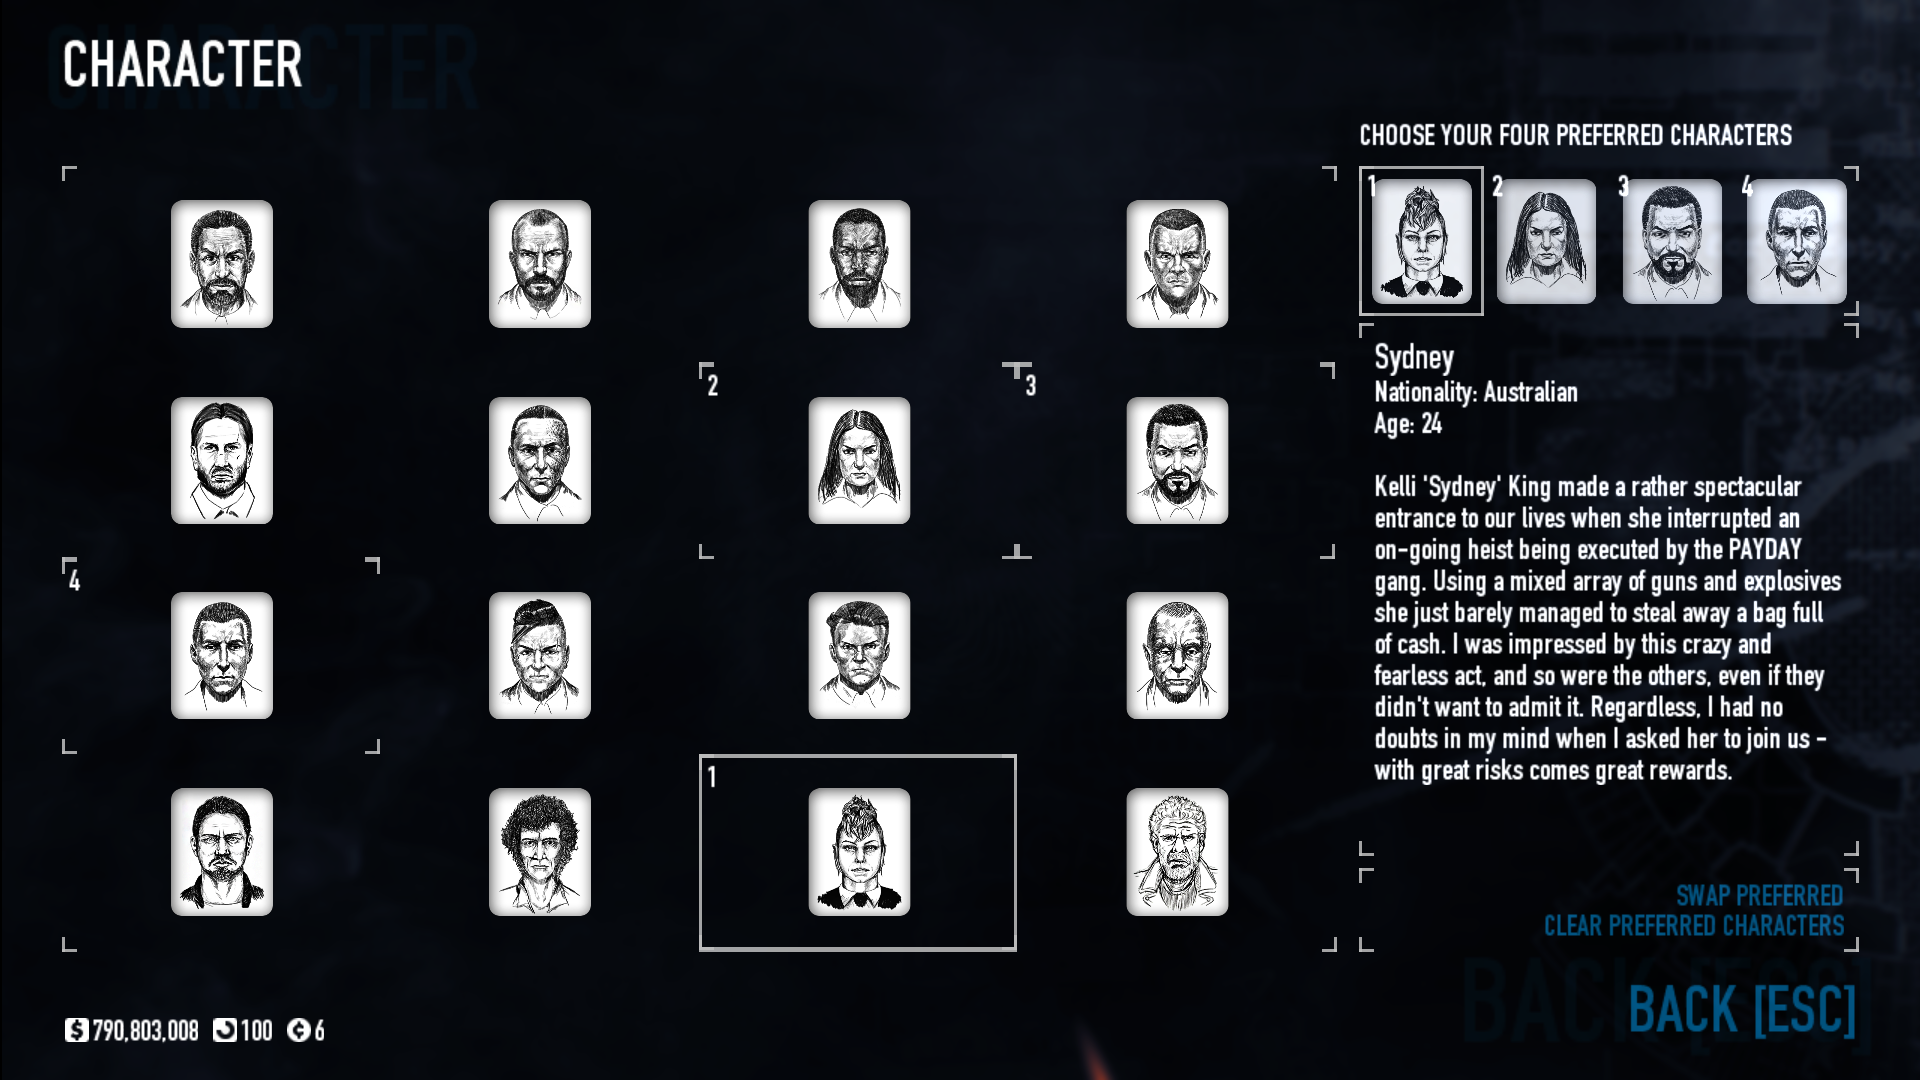 CHARACTER
CHOOSE YOUR FOUR PREFERRED CHARACTERS
1
2
3
4
Sydney
Nationality: Australian
Age: 24
Kelli 'Sydney' King made a rather spectacular
entrance to our lives when she interrupted an
on-going heist being executed by the PAYDAY
gang. Using a mixed array of guns and explosives
she just barely managed to steal away a bag full
of cash. I was impressed by this crazy and
fearless act, and so were the others, even if they
didn't want to admit it. Regardless, I had no
doubts in my mind when I asked her to join us -
with great risks comes great rewards.
2
3
4
1
SWAP PREFERRED
CLEAR PREFERRED CHARACTERS
BACK [ESC]
$ 790,803,008 100 6